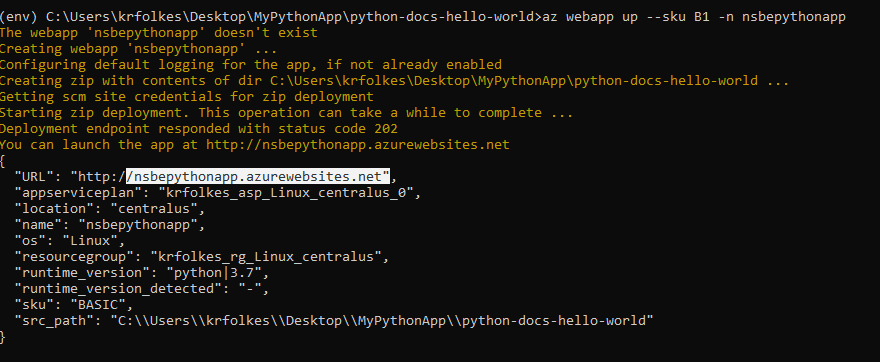 (env) C:\Users\krfolkes\Desktop\MyPythonApp\python-docs-hello-world>az webapp up --sku B1 -n nsbepythonapp
The webapp 'nsbepythonapp' doesn't exist
Creating webapp 'nsbepythonapp' ...
Configuring default logging for the app, if not already enabled
Creating zip with contents of dir C:\Users\krfolkes\Desktop\MyPythonApp\python-docs-hello-world ...
Getting scm site credentials for zip deployment
Starting zip deployment. This operation can take a while to complete ...
Deployment endpoint responded with status code 202
You can launch the app at http://nsbepythonapp.azurewebsites.net
{
  "URL": "http://nsbepythonapp.azurewebsites.net",
  "appserviceplan": "krfolkes_asp_Linux_centralus_0",
  "location": "centralus",
  "name": "nsbepythonapp",
  "os": "Linux",
  "resourcegroup": "krfolkes_rg_Linux_centralus",
  "runtime_version": "python|3.7",
  "runtime_version_detected": "-",
  "sku": "BASIC",
  "src_path": "C:\\Users\\krfolkes\\Desktop\\MyPythonApp\\python-docs-hello-world"
}